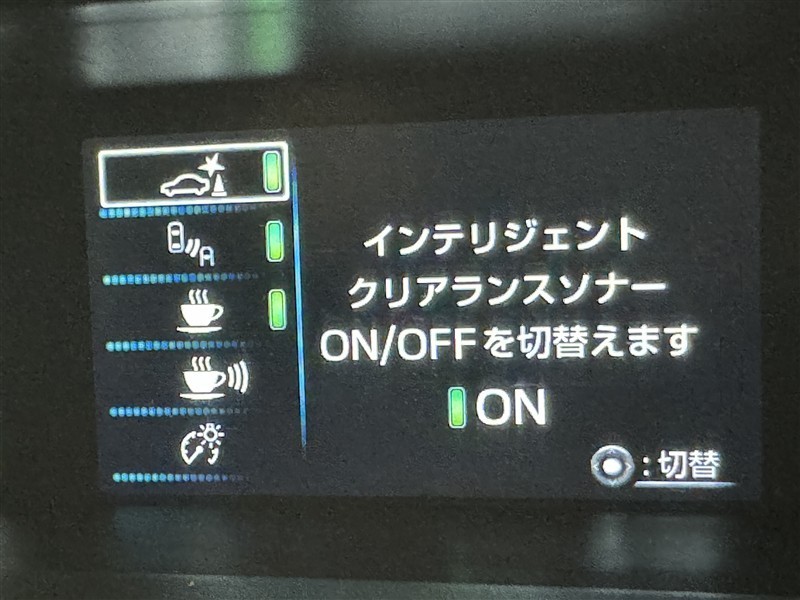 インテリジェント
クリアランスソナー
ON/OFFを切替えます
ON
:切替